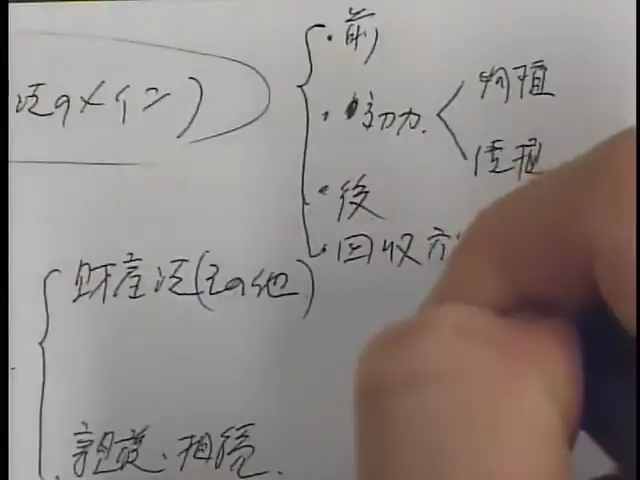 法のメイン)
・前
・効力. 物権
債権
・後
・回収方
財産法(その他)
親族、相続.